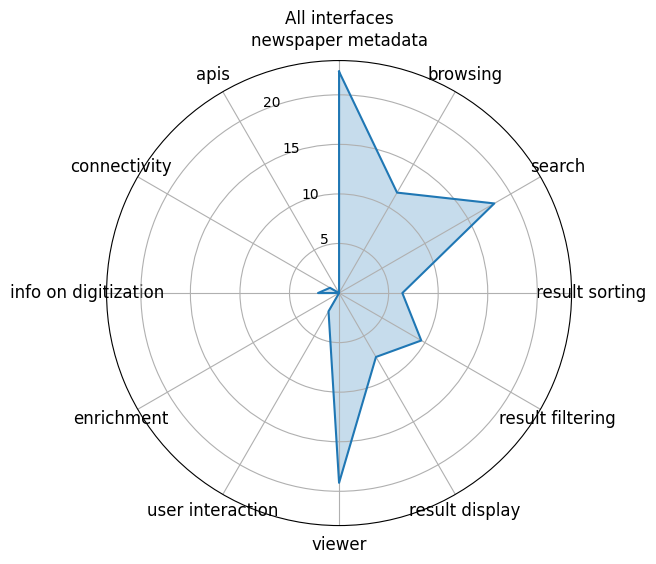 All interfaces
newspaper metadata
apis
browsing
20
15
connectivity
search
10
5
info on digitization
result sorting
enrichment
result filtering
user interaction
result display
viewer